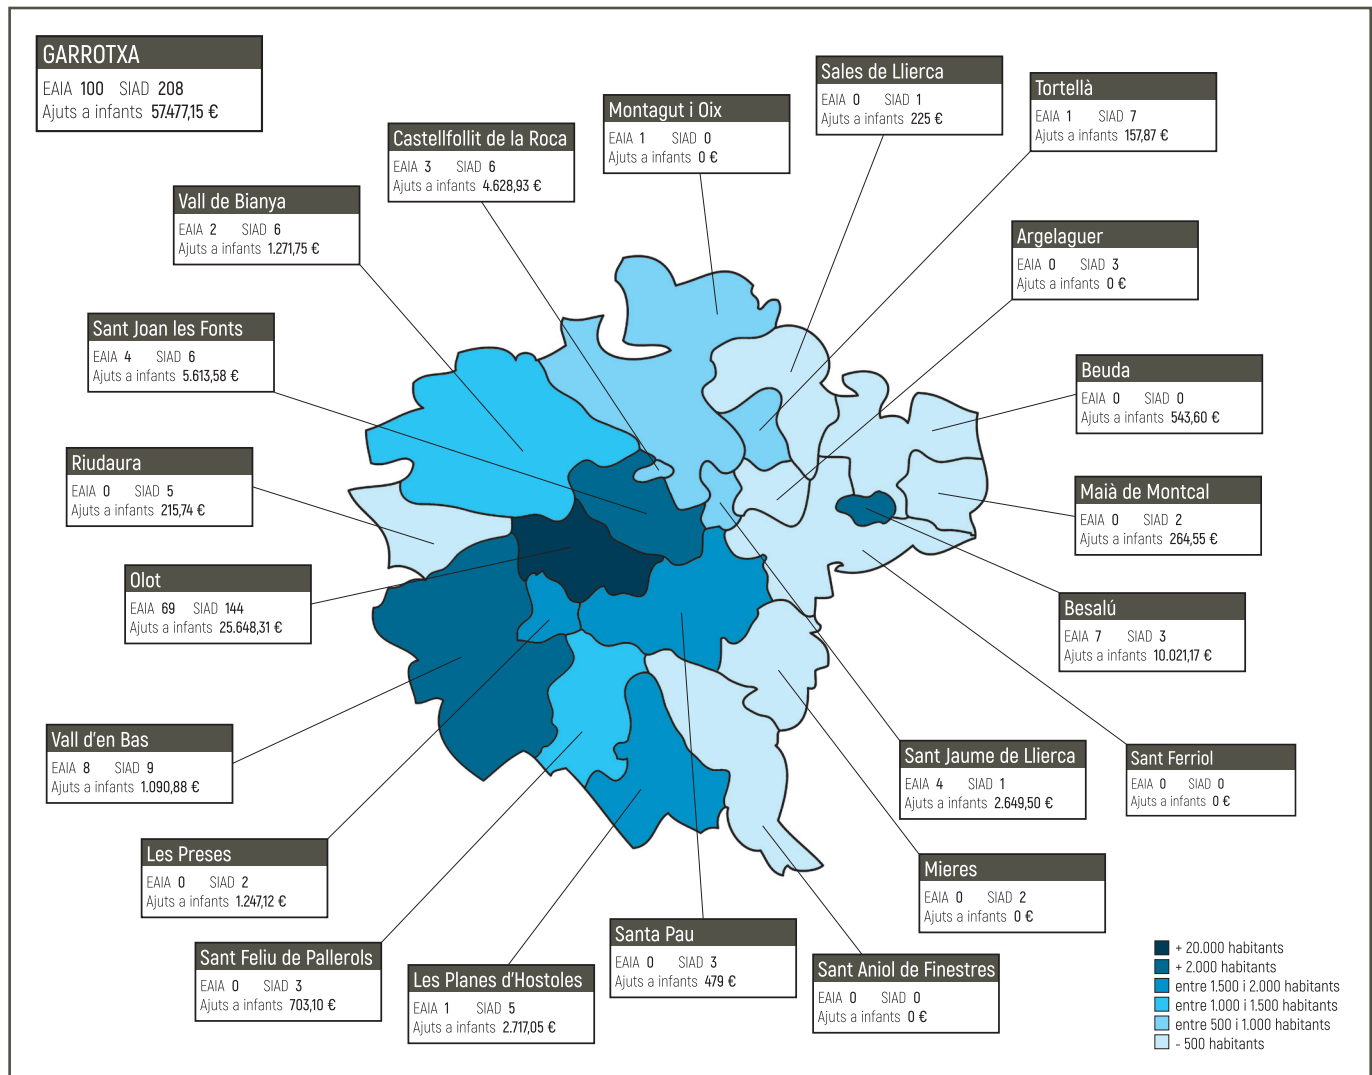 GARROTXA
EAIA 100 SIAD 208
Ajuts a infants 57.477,15 €
Sales de Llierca
EAIA 0 SIAD 1
Ajuts a infants 225 €
Tortellà
EAIA 1 SIAD 7
Ajuts a infants 157,87 €
Montagut i Oix
EAIA 1 SIAD 0
Ajuts a infants 0 €
Castellfollit de la Roca
EAIA 3 SIAD 6
Ajuts a infants 4.628,93 €
Vall de Bianya
EAIA 2 SIAD 6
Ajuts a infants 1.271,75 €
Argelaguer
EAIA 0 SIAD 3
Ajuts a infants 0 €
Sant Joan les Fonts
EAIA 4 SIAD 6
Ajuts a infants 5.613,58 €
Beuda
EAIA 0 SIAD 0
Ajuts a infants 543,60 €
Riudaura
EAIA 0 SIAD 5
Ajuts a infants 215,74 €
Maià de Montcal
EAIA 0 SIAD 2
Ajuts a infants 264,55 €
Olot
EAIA 69 SIAD 144
Ajuts a infants 25.648,31 €
Besalú
EAIA 7 SIAD 3
Ajuts a infants 10.021,17 €
Vall d'en Bas
EAIA 8 SIAD 9
Ajuts a infants 1.090,88 €
Sant Jaume de Llierca
EAIA 4 SIAD 1
Ajuts a infants 2.649,50 €
Sant Ferriol
EAIA 0 SIAD 0
Ajuts a infants 0 €
Les Preses
EAIA 0 SIAD 2
Ajuts a infants 1.247,12 €
Mieres
EAIA 0 SIAD 2
Ajuts a infants 0 €
Sant Feliu de Pallerols
EAIA 0 SIAD 3
Ajuts a infants 703,10 €
Les Planes d'Hostoles
EAIA 1 SIAD 5
Ajuts a infants 2.717,05 €
Santa Pau
EAIA 0 SIAD 3
Ajuts a infants 479 €
Sant Aniol de Finestres
EAIA 0 SIAD 0
Ajuts a infants 0 €
+ 20.000 habitants
+ 2.000 habitants
entre 1.500 i 2.000 habitants
entre 1.000 i 1.500 habitants
entre 500 i 1.000 habitants
- 500 habitants